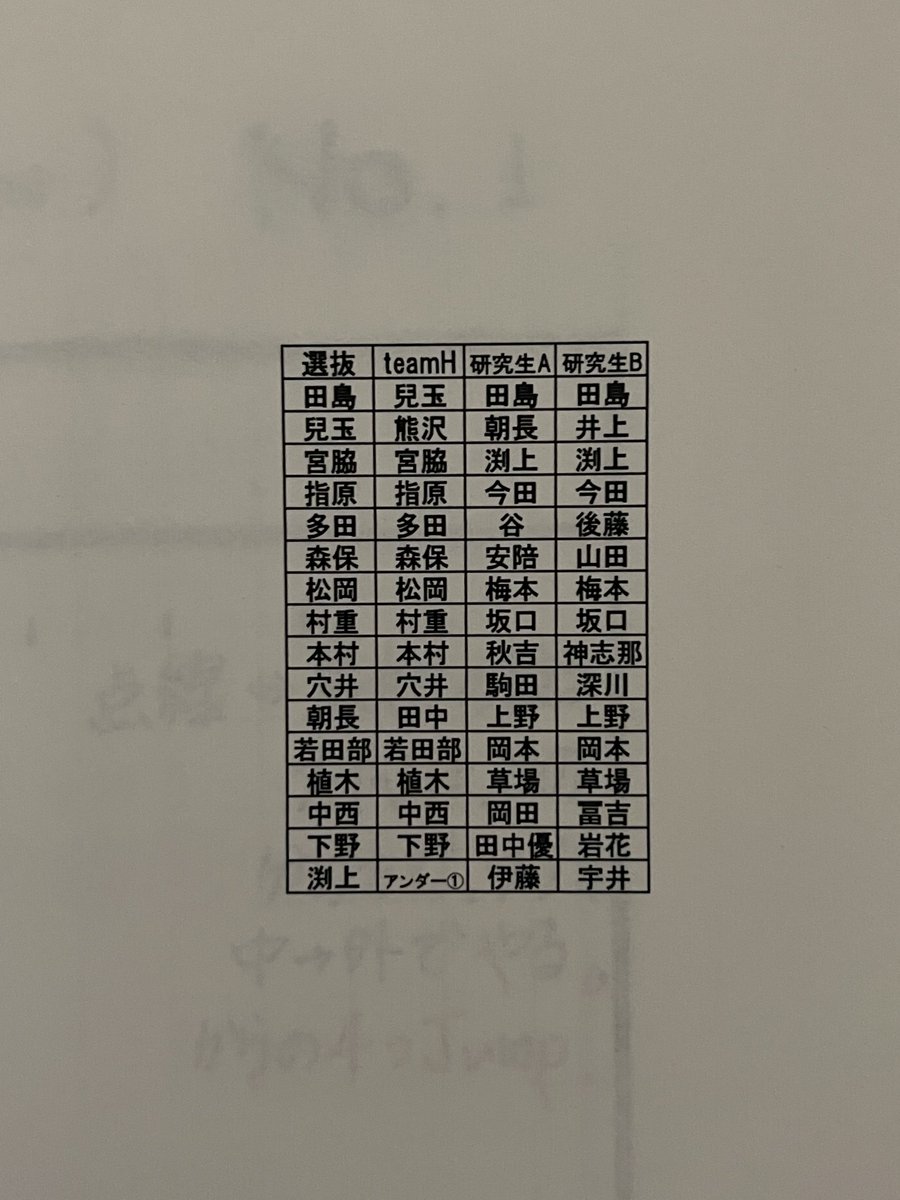 選抜 teamH 研究生A 研究生B
田島 兒玉 田島 田島
兒玉 熊沢 朝長 井上
宮脇 宮脇 渕上 渕上
指原 指原 今田 今田
多田 多田 谷 後藤
森保 森保 安陪 山田
松岡 松岡 梅本 梅本
村重 村重 坂口 坂口
本村 本村 秋吉 神志那
穴井 穴井 駒田 深川
朝長 田中 上野 上野
若田部 若田部 岡本 岡本
植木 植木 草場 草場
中西 中西 岡田 冨吉
下野 下野 田中優 岩花
渕上 アンダー① 伊藤 宇井